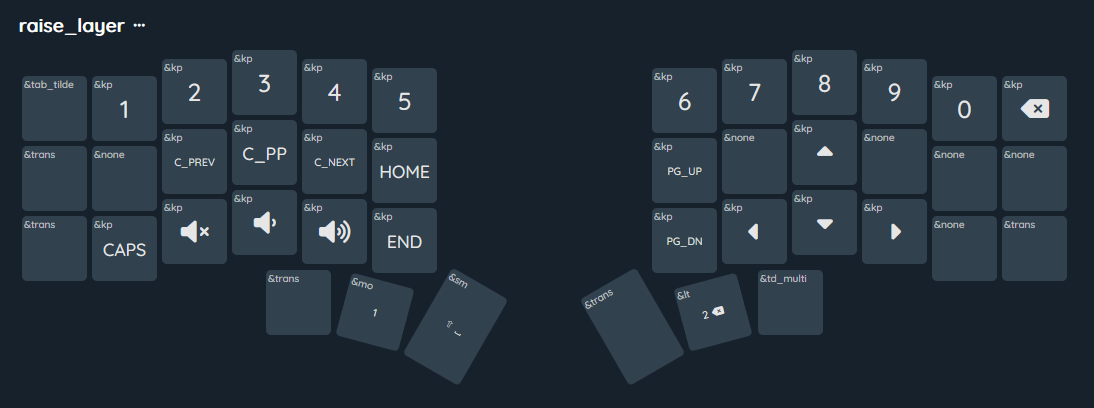 raise_layer ...
&tab_tilde &kp 1 &kp 2 &kp 3 &kp 4 &kp 5 &kp 6 &kp 7 &kp 8 &kp 9 &kp 0 &kp
&trans &none &kp C_PREV &kp C_PP &kp C_NEXT &kp HOME &kp PG_UP &none &kp &none &none &none
&trans &kp CAPS &kp &kp &kp &kp END &kp PG_DN &kp &kp &kp &none &trans
&trans &mo 1 &sm &trans &lt 2 &td_multi